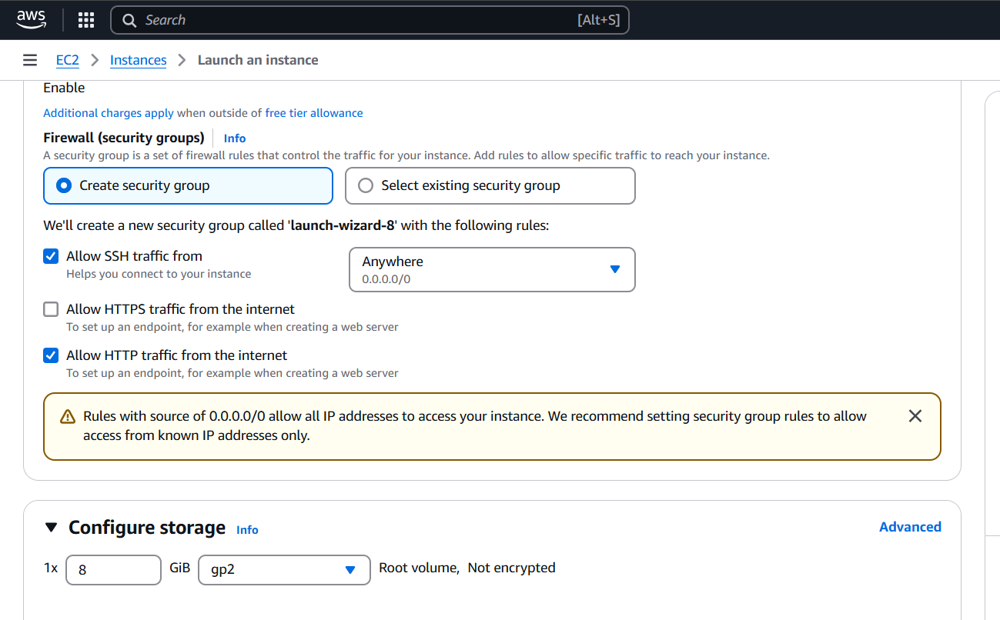 aws
Search [Alt+S]
EC2 Instances Launch an instance
Enable
Additional charges apply when outside of free tier allowance
Firewall (security groups) Info
A security group is a set of firewall rules that control the traffic for your instance. Add rules to allow specific traffic to reach your instance.
Create security group Select existing security group
We'll create a new security group called 'launch-wizard-8' with the following rules:
Allow SSH traffic from
Helps you connect to your instance
Anywhere
0.0.0.0/0
Allow HTTPS traffic from the internet
To set up an endpoint, for example when creating a web server
Allow HTTP traffic from the internet
To set up an endpoint, for example when creating a web server
Rules with source of 0.0.0.0/0 allow all IP addresses to access your instance. We recommend setting security group rules to allow
access from known IP addresses only.
Configure storage Info Advanced
1x 8 GiB gp2 Root volume, Not encrypted